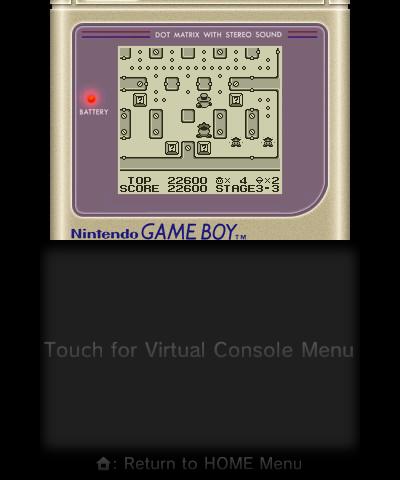 DOT MATRIX WITH STEREO SOUND
BATTERY
? ?
? ?
TOP 22600 × 4 ×2
SCORE 22600 STAGE3-3
Nintendo GAME BOY TM
Touch for Virtual Console Menu
: Return to HOME Menu